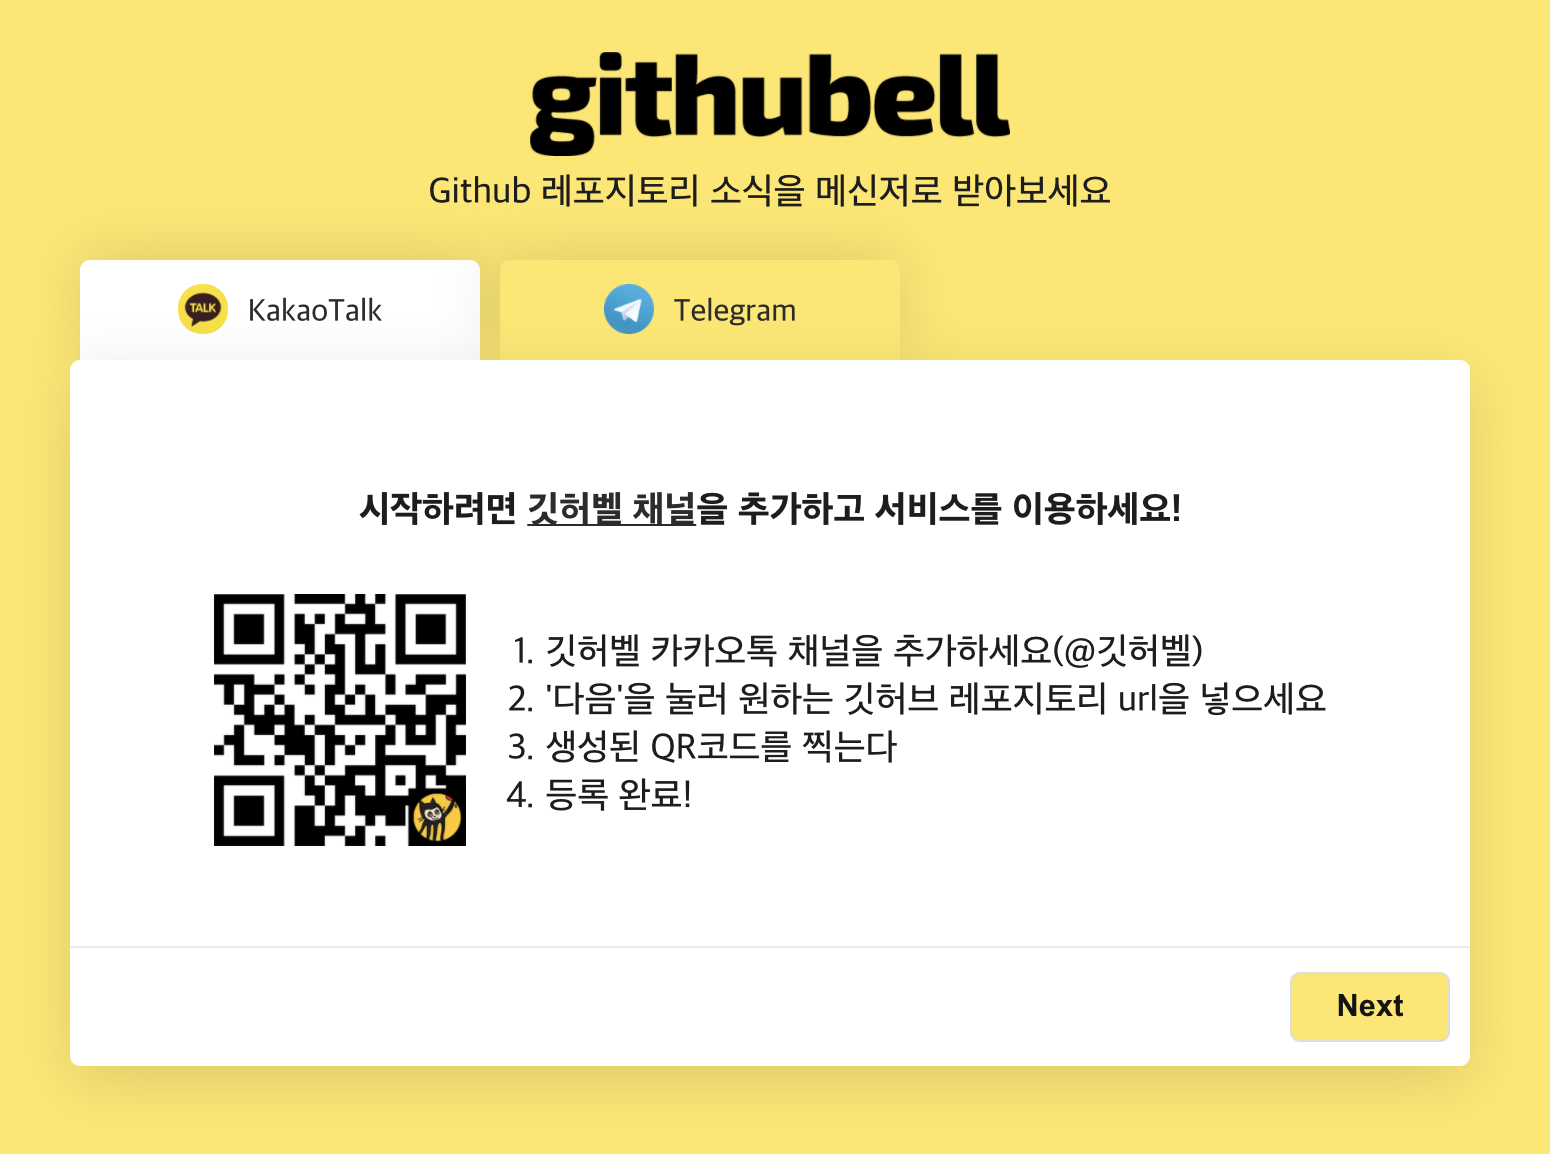 githubell
Github 레포지토리 소식을 메신저로 받아보세요
TALK KakaoTalk
Telegram
시작하려면 깃허벨 채널을 추가하고 서비스를 이용하세요!
1. 깃허벨 카카오톡 채널을 추가하세요(@깃허벨)
2. '다음'을 눌러 원하는 깃허브 레포지토리 url을 넣으세요
3. 생성된 QR코드를 찍는다
4. 등록 완료!
Next